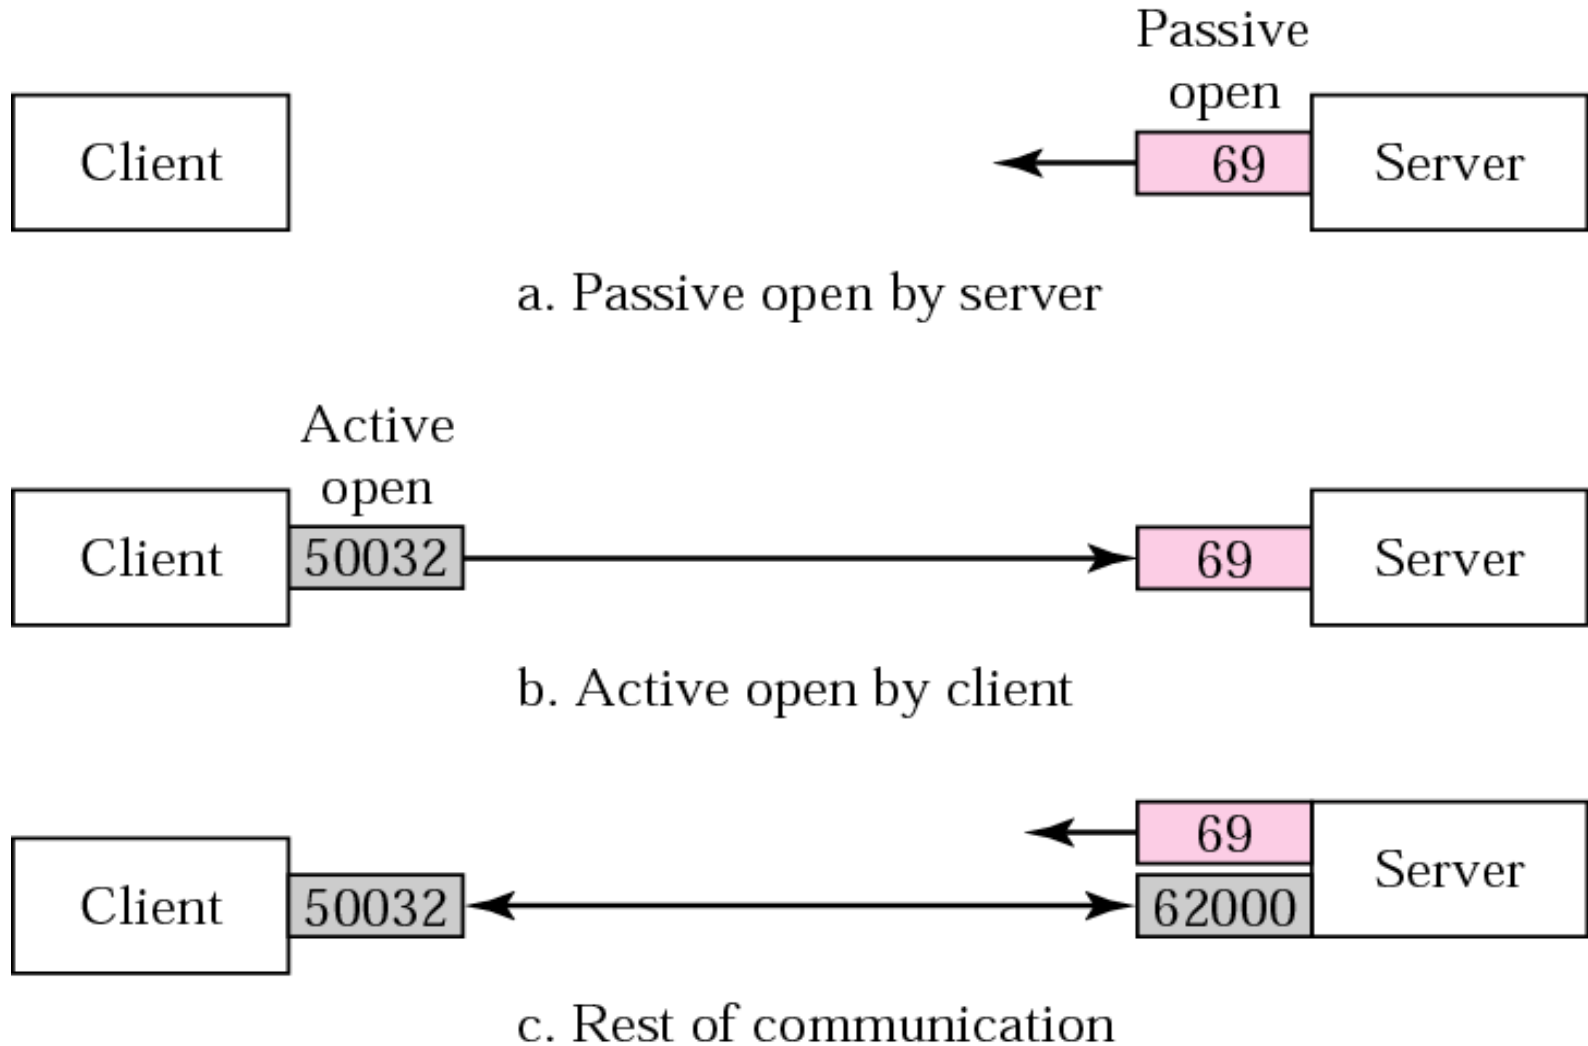 Passive
open
Client
69
Server
a. Passive open by server
Active
open
Client
50032
69
Server
b. Active open by client
69
Server
Client
50032
62000
c. Rest of communication